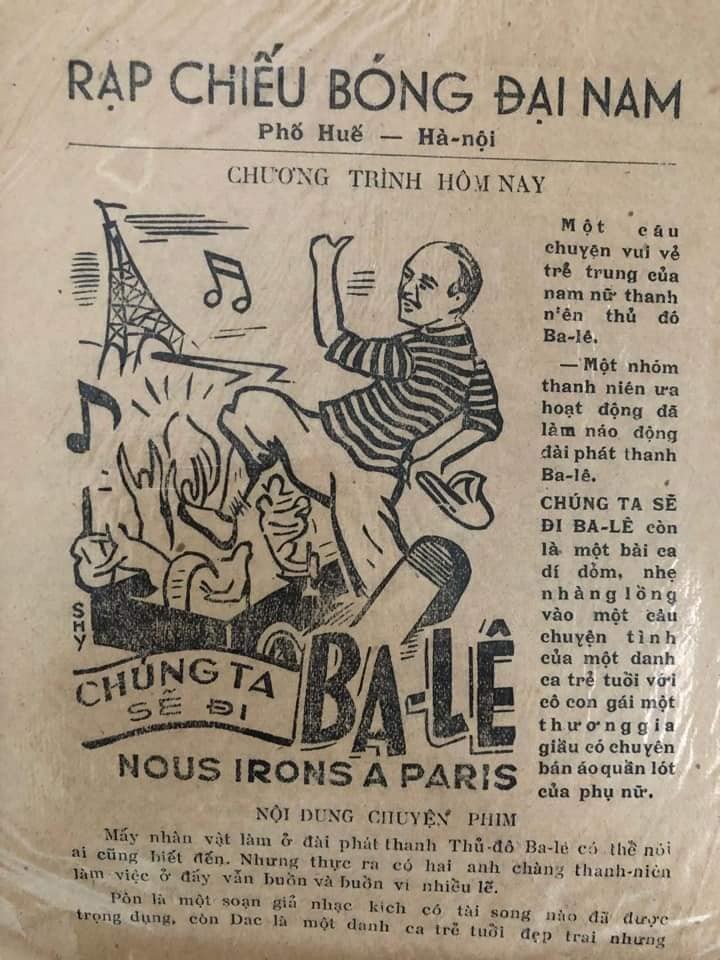 RẠP CHIẾU BÓNG ĐẠI NAM
Phố Huế — Hà-nội
CHƯƠNG TRÌNH HÔM NAY
Một câu
chuyện vui vẻ
trẻ trung của
nam nữ thanh
niên thủ đô
Ba-lê.
— Một nhóm
thanh niên ưa
hoạt động đã
làm náo động
đài phát thanh
Ba-lê.
CHÚNG TA SẼ
ĐI BA-LÊ còn
là một bài ca
dí dỏm, nhẹ
nhàng lồng
vào một câu
chuyện tình
của một danh
ca trẻ tuổi với
cô con gái một
thương gia
giầu có chuyên
bán áo quần lót
của phụ nữ.
SHY
CHÚNG TA
SẼ ĐI
BA-LÊ
NOUS IRONS A PARIS
NỘI DUNG CHUYỆN PHIM
Mấy nhân vật làm ở đài phát thanh Thủ-đô Ba-lê có thể nói
ai cũng biết đến. Nhưng thực ra có hai anh chàng thanh-niên
làm việc ở đấy vẫn buồn và buồn vì nhiều lẽ.
Pôn là một soạn giả nhạc kịch có tài song nào đã được
trọng dụng, còn Dac là một danh ca trẻ tuổi đẹp trai nhưng